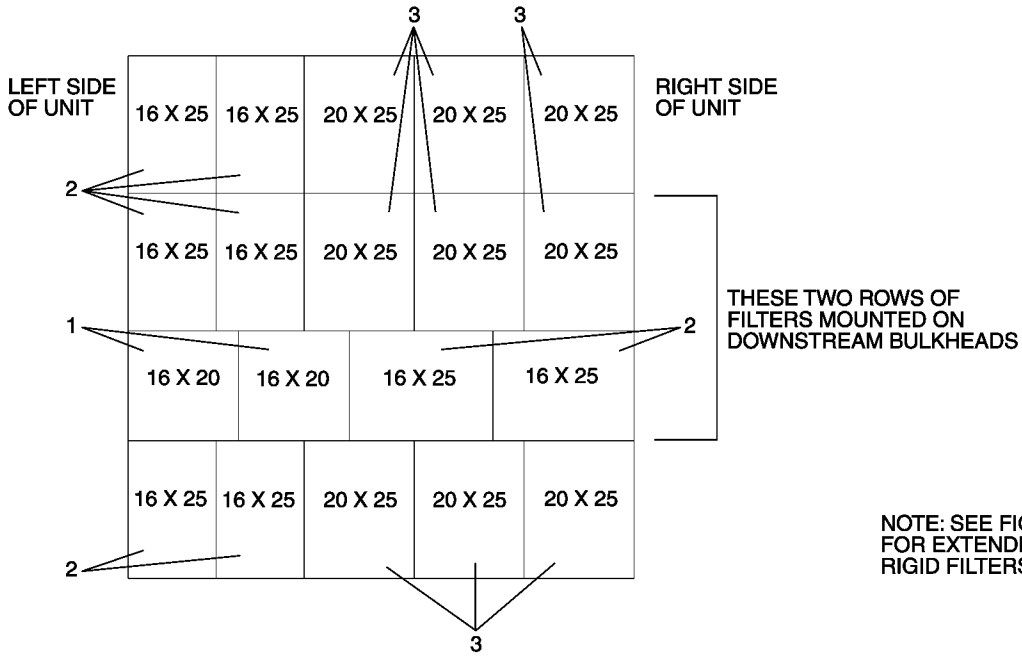 3 3
LEFT SIDE
OF UNIT
16 X 25 16 X 25 20 X 25 20 X 25 20 X 25
RIGHT SIDE
OF UNIT
2
16 X 25 16 X 25 20 X 25 20 X 25 20 X 25
THESE TWO ROWS OF
FILTERS MOUNTED ON
DOWNSTREAM BULKHEADS
1 2
16 X 20 16 X 20 16 X 25 16 X 25
16 X 25 16 X 25 20 X 25 20 X 25 20 X 25
2
3
NOTE: SEE
FOR
RIGID